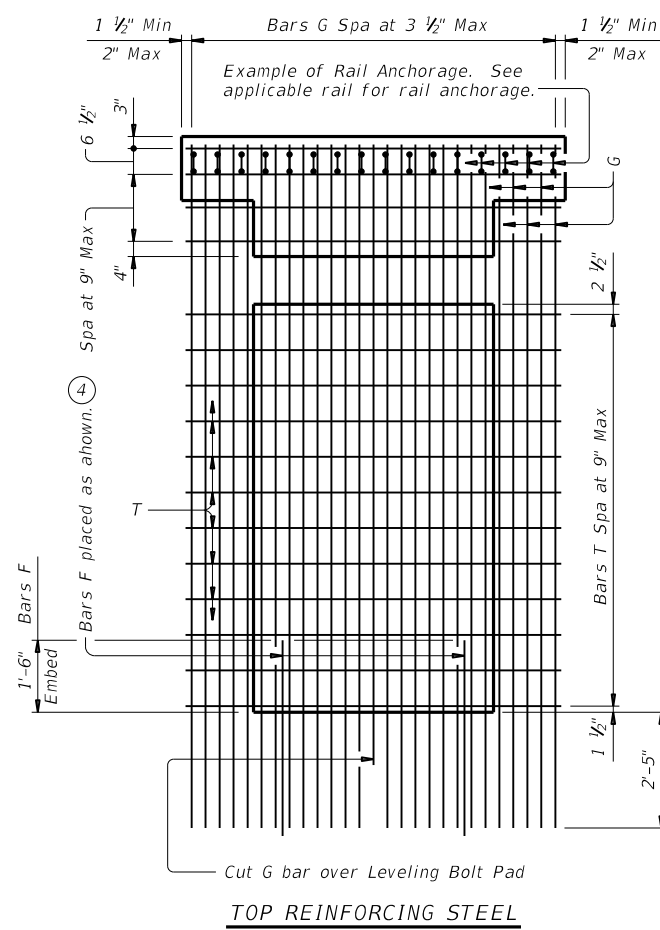 1 ½" Min
2" Max
Bars G Spa at 3 ½" Max
1 ½" Min
2" Max
Example of Rail Anchorage. See
applicable rail for rail anchorage.
3"
6 ½"
G
Spa at 9" Max
4"
2 ½"
4
Bars F placed as ahown.
T
Bars T Spa at 9" Max
Bars F
1'-6"
Embed
1 ½"
2'-5"
Cut G bar over Leveling Bolt Pad
TOP REINFORCING STEEL